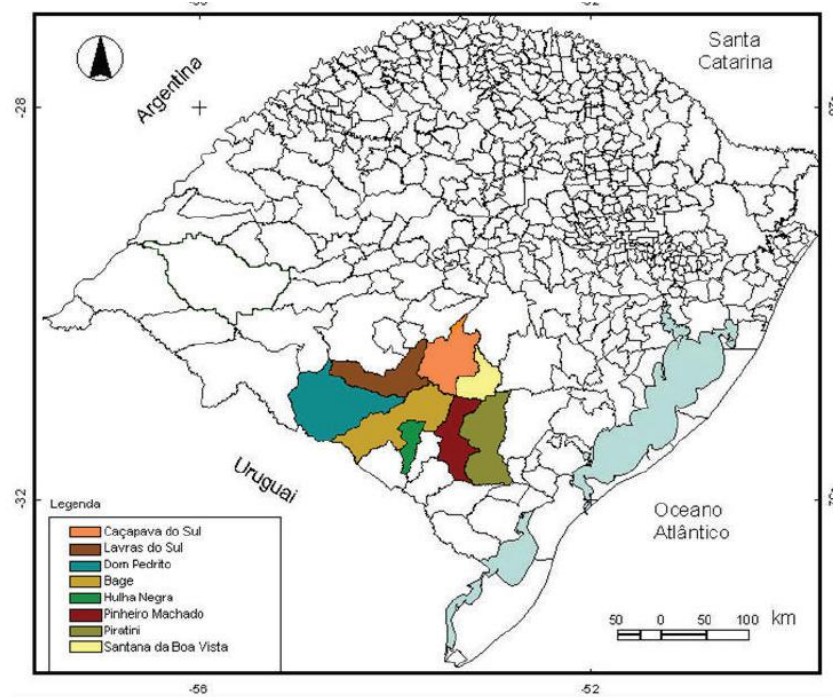 -52
Santa
Catarina
Argentina
-28
Uruguai
-32
Oceano
Atlântico
Legenda
Caçapava do Sul
Lavras do Sul
Dom Pedrito
Bage
Hulha Negra
Pinheiro Machado
Piratini
Santana da Boa Vista
50 0 50 100 km
-56
-52